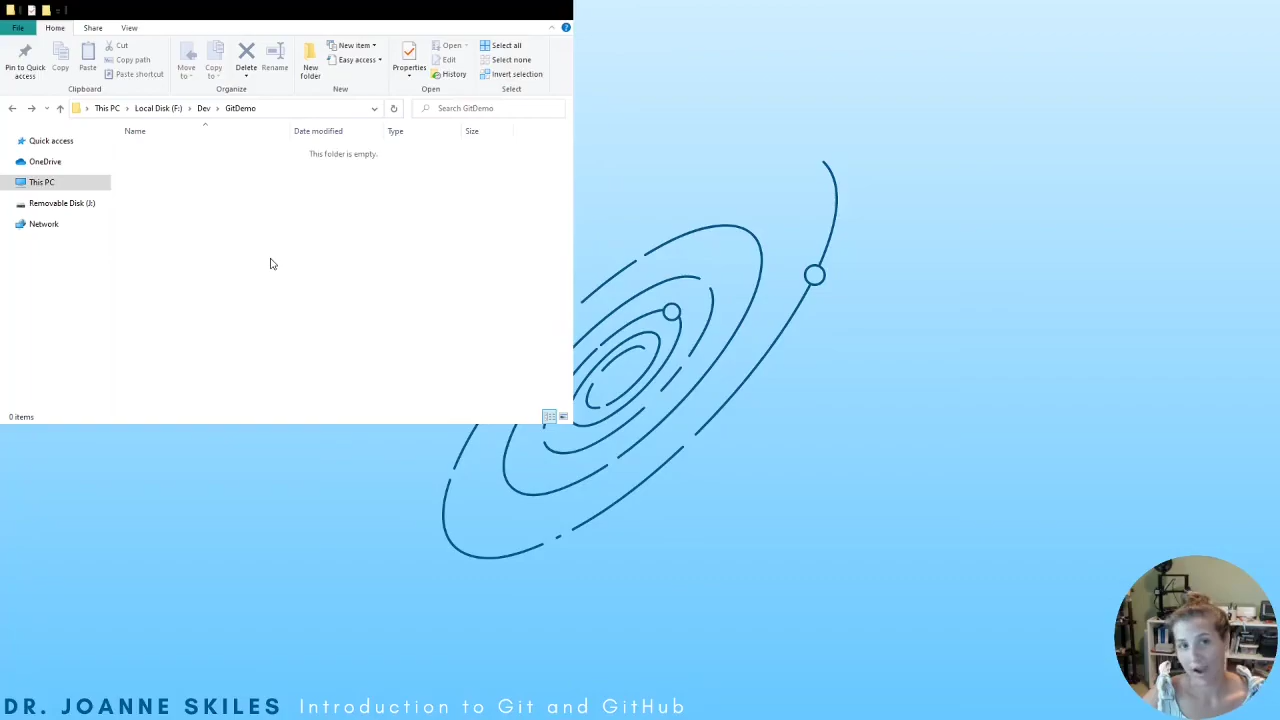 File Home Share View
Pin to Quick access
Copy
Paste
Cut
Copy path
Paste shortcut
Clipboard
Move to
Copy to
Delete
Rename
Organize
New folder
New item
Easy access
New
Properties
Open
Edit
History
Open
Select all
Select none
Invert selection
Select
This PC Local Disk (F:) Dev GitDemo
Search GitDemo
Name Date modified Type Size
This folder is empty.
Quick access
OneDrive
This PC
Removable Disk (J:)
Network
0 items
DR. JOANNE SKILES Introduction to Git and GitHub